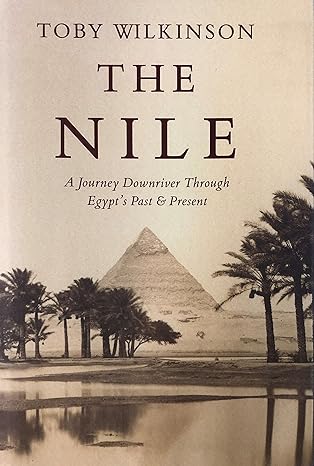 TOBY WILKINSON
THE
NILE
A Journey Downriver Through
Egypt's Past & Present